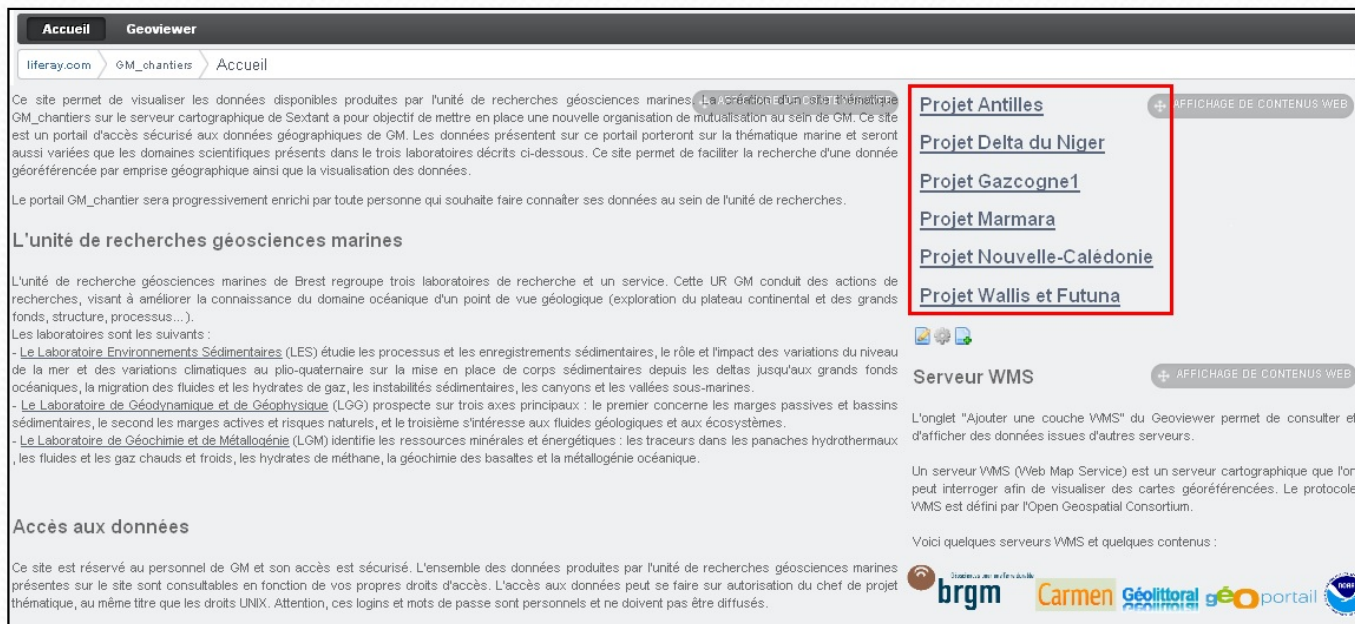 Accueil Geoviewer
liferay.com GM_chantiers Accueil
Ce site permet de visualiser les données disponibles produites par l'unité de recherches géosciences marines. La création d'un site thématique
GM_chantiers sur le serveur cartographique de Sextant a pour objectif de mettre en place une nouvelle organisation de mutualisation au sein de GM. Ce site
est un portail d'accès sécurisé aux données géographiques de GM. Les données présentent sur ce portail porteront sur la thématique marine et seront
aussi variées que les domaines scientifiques présents dans le trois laboratoires décrits ci-dessous. Ce site permet de faciliter la recherche d'une donnée
géoréférencée par emprise géographique ainsi que la visualisation des données.
Le portail GM_chantier sera progressivement enrichi par toute personne qui souhaite faire connaître ses données au sein de l'unité de recherches.
L'unité de recherches géosciences marines
L'unité de recherche géosciences marines de Brest regroupe trois laboratoires de recherche et un service. Cette UR GM conduit des actions de
recherches, visant à améliorer la connaissance du domaine océanique d'un point de vue géologique (exploration du plateau continental et des grands
fonds, structure, processus...).
Les laboratoires sont les suivants :
- Le Laboratoire Environnements Sédimentaires (LES) étudie les processus et les enregistrements sédimentaires, le rôle et l'impact des variations du niveau
de la mer et des variations climatiques au plio-quaternaire sur la mise en place de corps sédimentaires depuis les deltas jusqu'aux grands fonds
océaniques, la migration des fluides et les hydrates de gaz, les instabilités sédimentaires, les canyons et les vallées sous-marines.
- Le Laboratoire de Géodynamique et de Géophysique (LGG) prospecte sur trois axes principaux : le premier concerne les marges passives et bassins
sédimentaires, le second les marges actives et risques naturels, et le troisième s'intéresse aux fluides géologiques et aux écosystèmes.
- Le Laboratoire de Géochimie et de Métallogénie (LGM) identifie les ressources minérales et énergétiques : les traceurs dans les panaches hydrothermaux
, les fluides et les gaz chauds et froids, les hydrates de méthane, la géochimie des basaltes et la métallogénie océanique.
Accès aux données
Ce site est réservé au personnel de GM et son accès est sécurisé. L'ensemble des données produites par l'unité de recherches géosciences marines
présentes sur le site sont consultables en fonction de vos propres droits d'accès. L'accès aux données peut se faire sur autorisation du chef de projet
thématique, au même titre que les droits UNIX. Attention, ces logins et mots de passe sont personnels et ne doivent pas être diffusés.
Projet Antilles
AFFICHAGE DE CONTENUS WEB
Projet Delta du Niger
Projet Gazcogne1
Projet Marmara
Projet Nouvelle-Calédonie
Projet Wallis et Futuna
Serveur WMS
AFFICHAGE DE CONTENUS WEB
L'onglet "Ajouter une couche WMS" du Geoviewer permet de consulter et
d'afficher des données issues d'autres serveurs.
Un serveur WMS (Web Map Service) est un serveur cartographique que l'on
peut interroger afin de visualiser des cartes géoréférencées. Le protocole
WMS est défini par l'Open Geospatial Consortium.
Voici quelques serveurs WMS et quelques contenus :
brgm Carmen Géolittoral géoportail